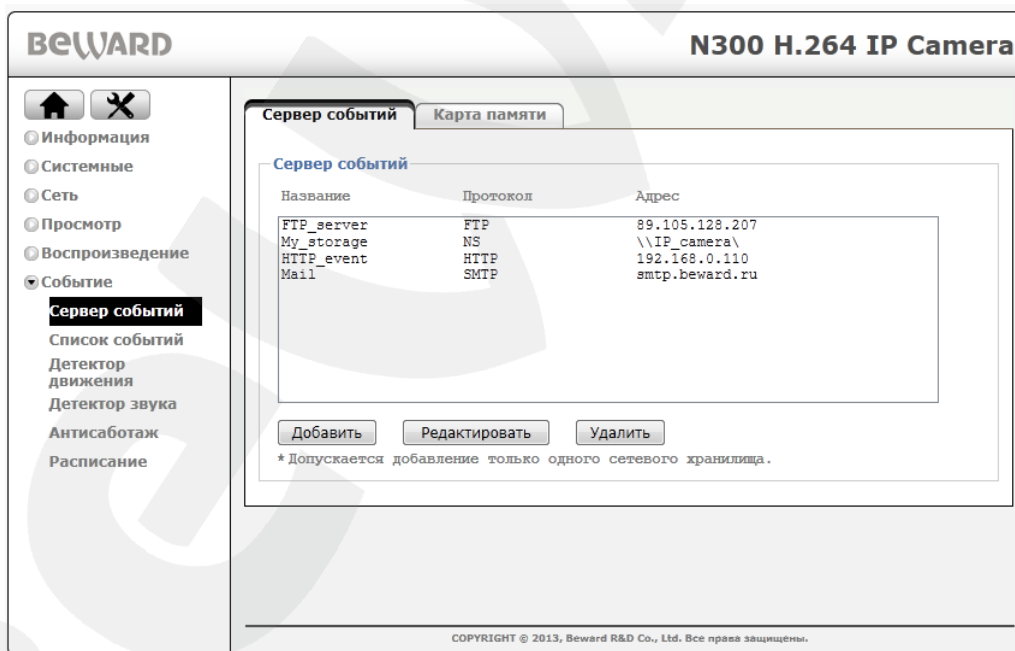 BEWARD
N300 H.264 IP Camera
Информация
Системные
Сеть
Просмотр
Воспроизведение
Событие
Сервер событий
Список событий
Детектор
движения
Детектор звука
Антисаботаж
Расписание
Сервер событий Карта памяти
Сервер событий
Название Протокол Адрес
FTP_server FTP 89.105.128.207
My_storage NS \\IP_camera\
HTTP_event HTTP 192.168.0.110
Mail SMTP smtp.beward.ru
Добавить Редактировать Удалить
* Допускается добавление только одного сетевого хранилища.
COPYRIGHT © 2013, Beward R&D Co., Ltd. Все права защищены.